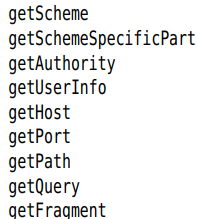 getScheme
getSchemeSpecificPart
getAuthority
getUserInfo
getHost
getPort
getPath
getQuery
getFragment